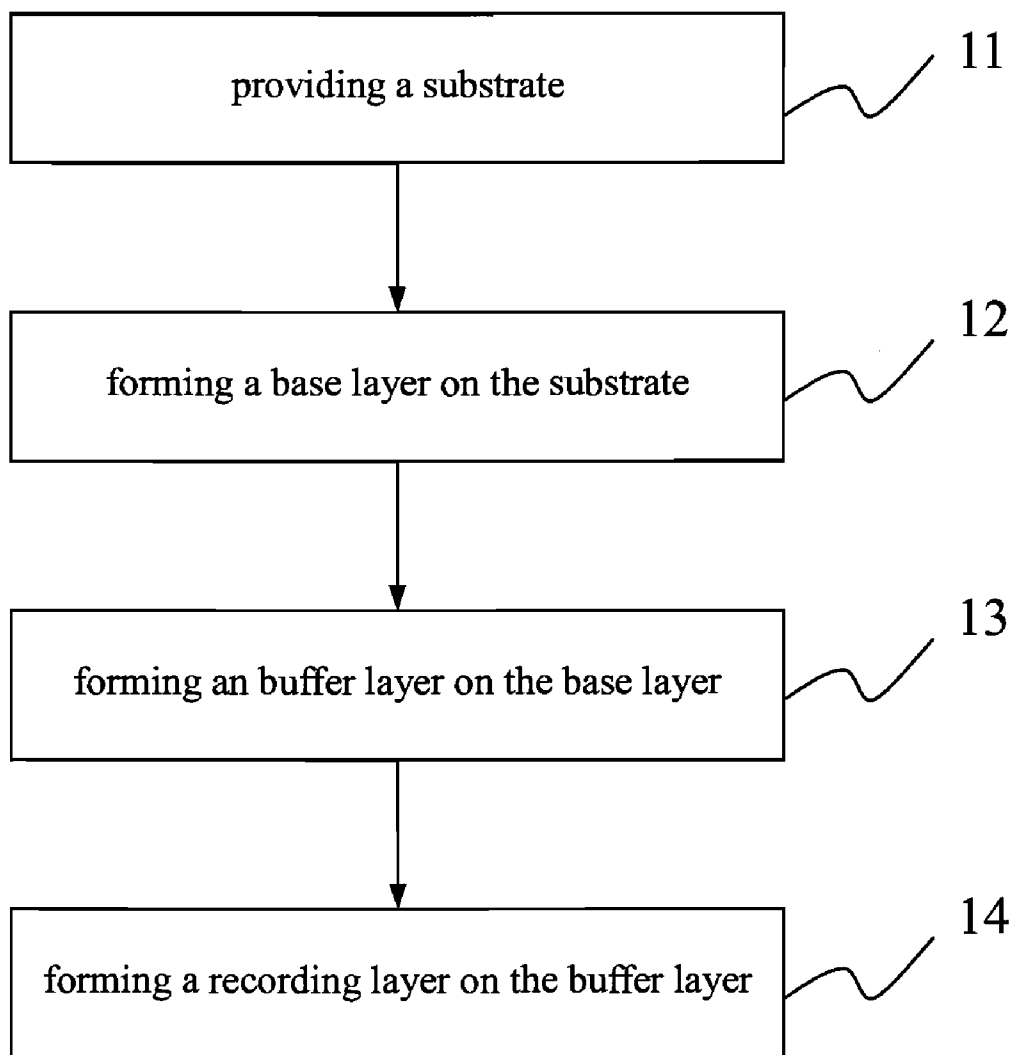 providing a substrate
11
forming a base layer on the substrate
12
forming an buffer layer on the base layer
13
forming a recording layer on the buffer layer
14